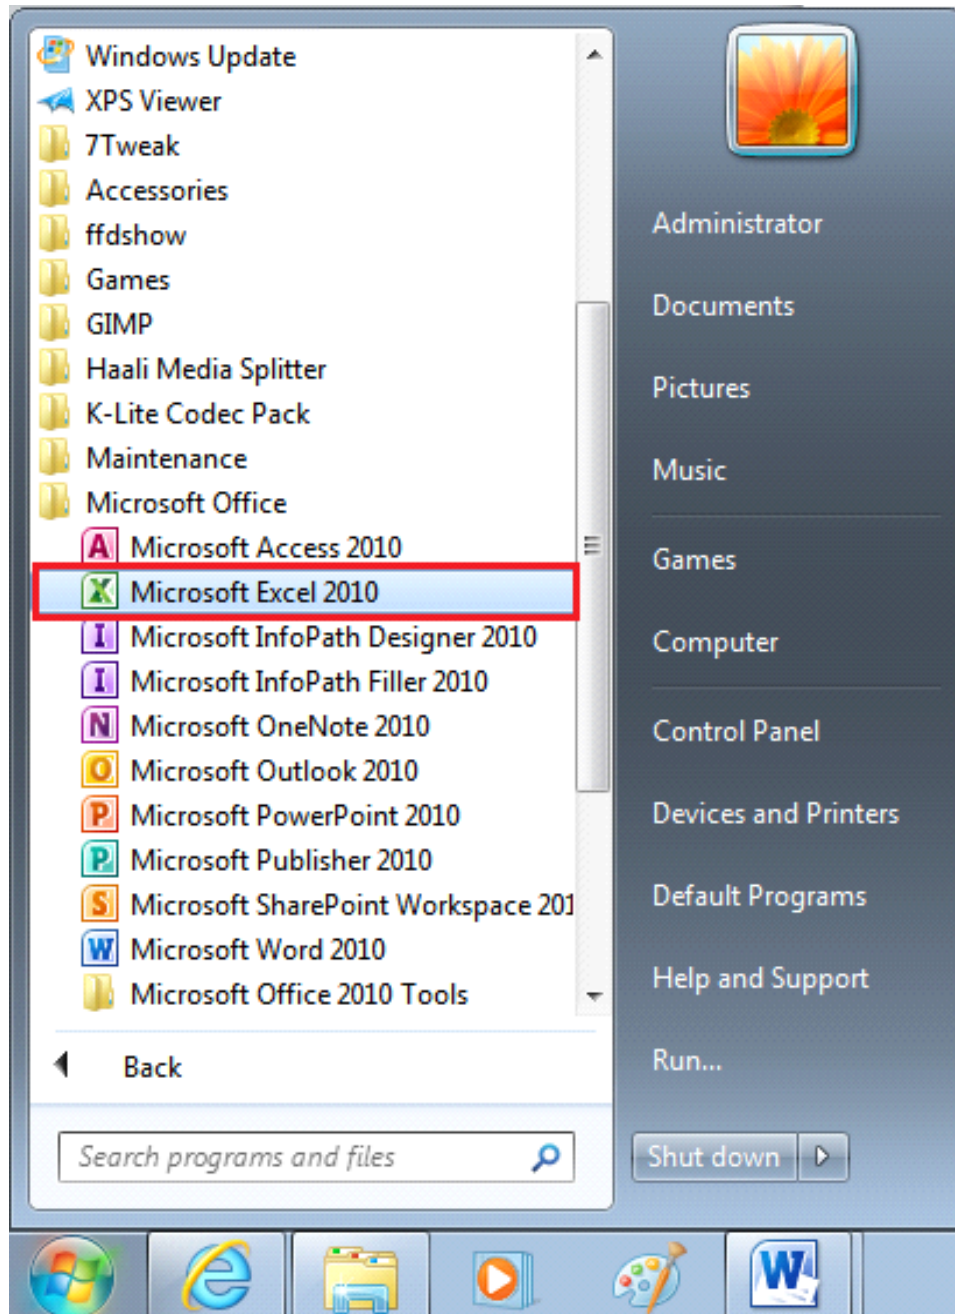 Windows Update
XPS Viewer
7Tweak
Accessories
ffdshow
Games
GIMP
Haali Media Splitter
K-Lite Codec Pack
Maintenance
Microsoft Office
Microsoft Access 2010
Microsoft Excel 2010
Microsoft InfoPath Designer 2010
Microsoft InfoPath Filler 2010
Microsoft OneNote 2010
Microsoft Outlook 2010
Microsoft PowerPoint 2010
Microsoft Publisher 2010
Microsoft SharePoint Workspace 201
Microsoft Word 2010
Microsoft Office 2010 Tools
Back
Search programs and files
Administrator
Documents
Pictures
Music
Games
Computer
Control Panel
Devices and Printers
Default Programs
Help and Support
Run...
Shut down